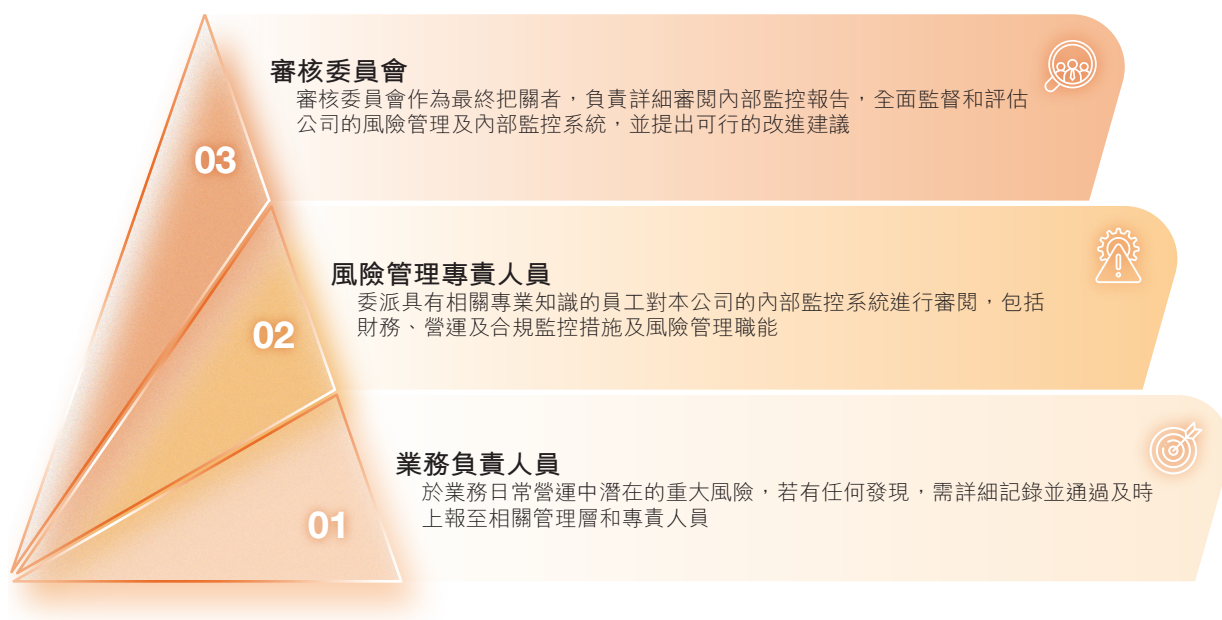 審核委員會
審核委員會作為最終把關者，負責詳細審閱內部監控報告，全面監督和評估
公司的風險管理及內部監控系統，並提出可行的改進建議
03
風險管理專責人員
委派具有相關專業知識的員工對本公司的內部監控系統進行審閱，包括
財務、營運及合規監控措施及風險管理職能
02
業務負責人員
於業務日常營運中潛在的重大風險，若有任何發現，需詳細記錄並通過及時
上報至相關管理層和專責人員
01